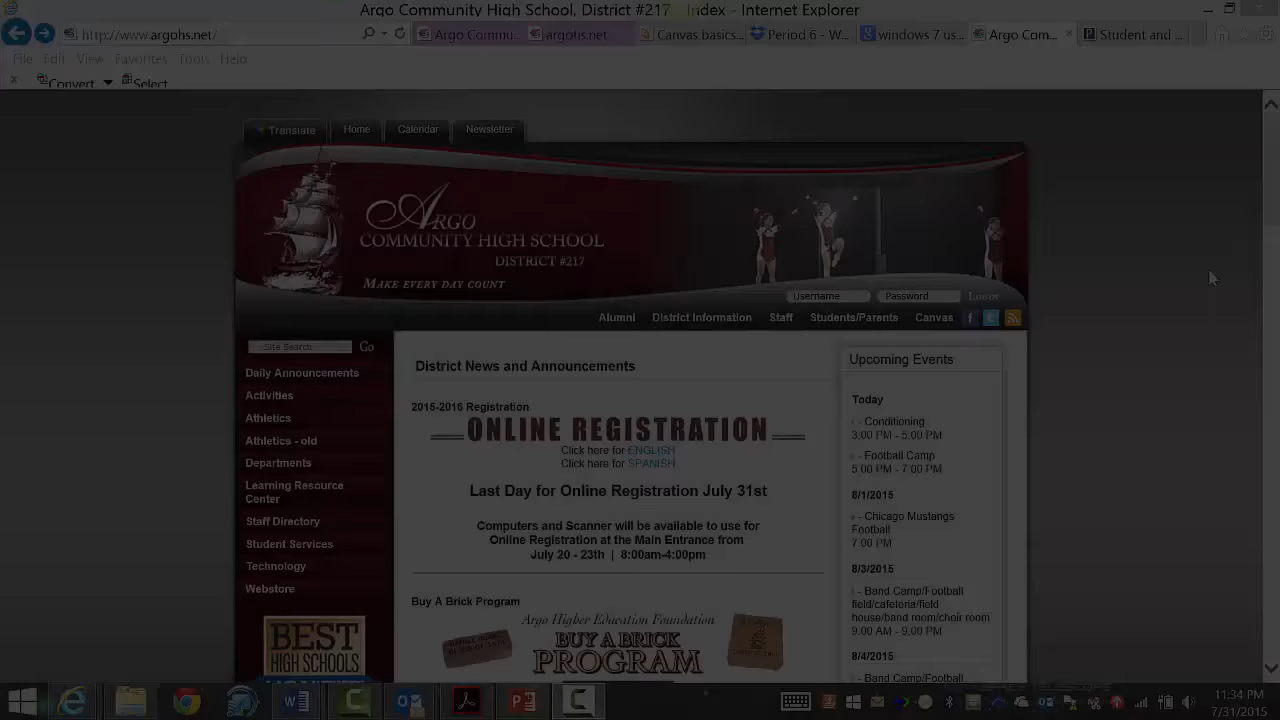 Argo Community High School, District #217 - Index - Internet Explorer
http://www.argohs.net/
Argo Commu...
argohs.net
Canvas basics...
Period 6 - W...
windows 7 us...
Argo Com...
Student and ...
File Edit View Favorites Tools Help
x Convert Select
Translate Home Calendar Newsletter
ARGO
COMMUNITY HIGH SCHOOL
DISTRICT #217
MAKE EVERY DAY COUNT
Username Password Login
Alumni District Information Staff Students/Parents Canvas
Site Search Go
Daily Announcements
Activities
Athletics
Athletics - old
Departments
Learning Resource
Center
Staff Directory
Student Services
Technology
Webstore
BEST
HIGH SCHOOLS
District News and Announcements
2015-2016 Registration
ONLINE REGISTRATION
Click here for ENGLISH
Click here for SPANISH
Last Day for Online Registration July 31st
Computers and Scanner will be available to use for
Online Registration at the Main Entrance from
July 20 - 23th | 8:00am-4:00pm
Buy A Brick Program
Argo Higher Education Foundation
BUY A BRICK
PROGRAM
Upcoming Events
Today
- Conditioning
3:00 PM - 5:00 PM
- Football Camp
5:00 PM - 7:00 PM
8/1/2015
- Chicago Mustangs
Football
7:00 PM
8/3/2015
- Band Camp/Football
field/cafeteria/field
house/band room/choir room
9:00 AM - 9:00 PM
8/4/2015
- Band Camp/Football
11:34 PM
7/31/2015